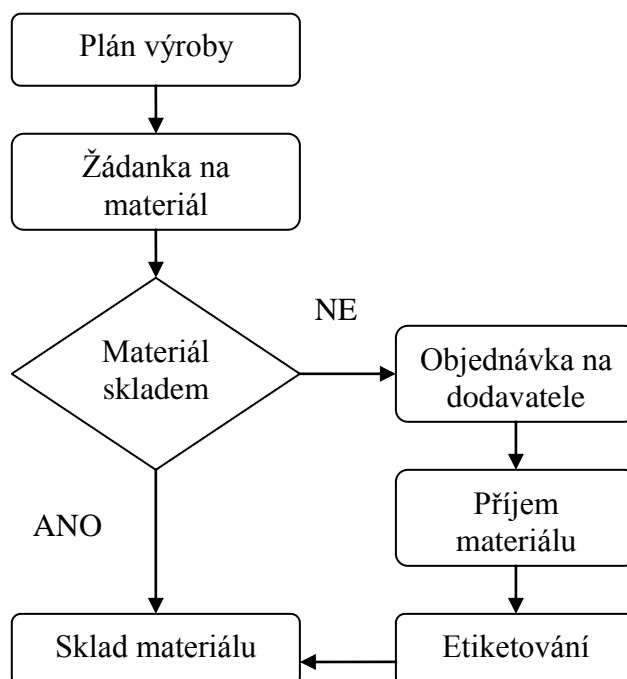 Plán výroby
Žádanka na
materiál
Materiál
skladem
NE
Objednávka na
dodavatele
ANO
Příjem
materiálu
Sklad materiálu
Etiketování